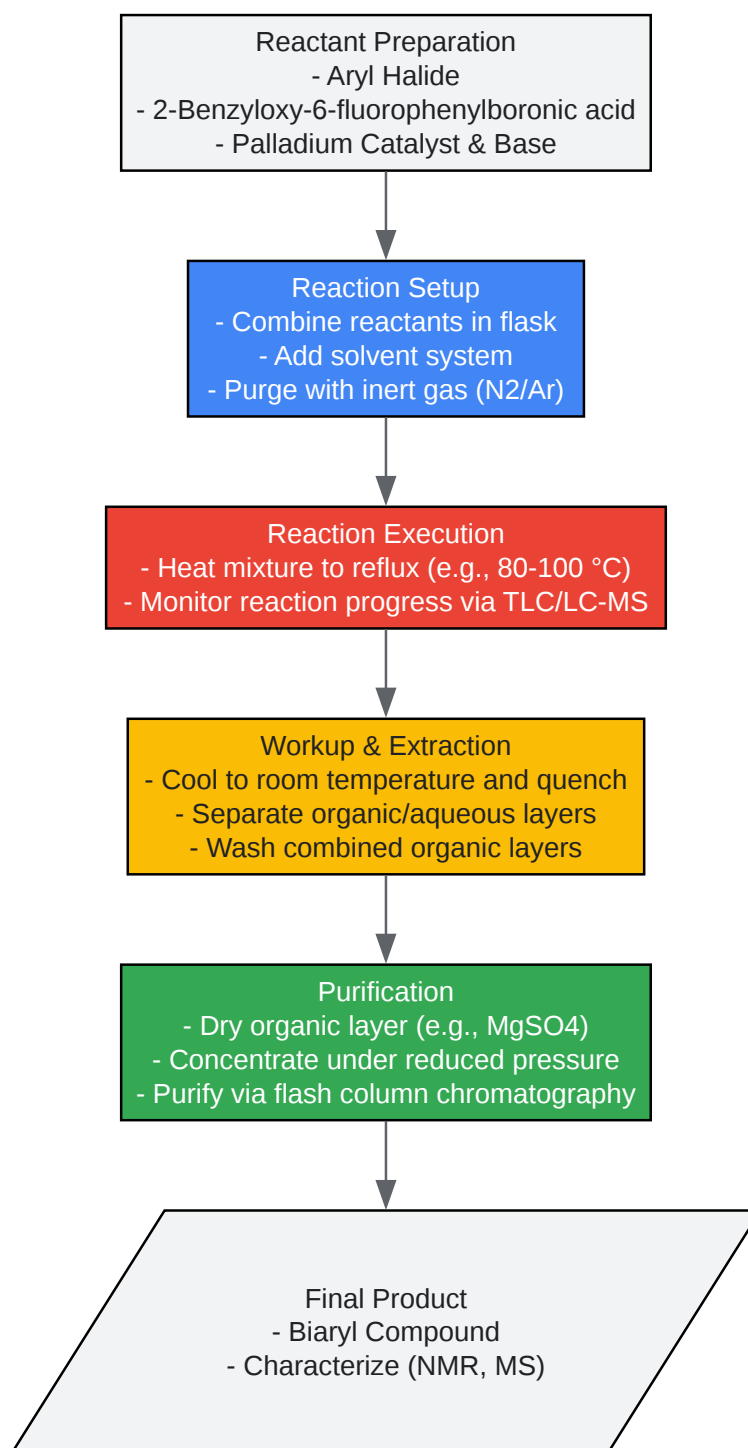 Reactant Preparation
- Aryl Halide
- 2-Benzyloxy-6-fluorophenylboronic acid
- Palladium Catalyst & Base
Reaction Setup
- Combine reactants in flask
- Add solvent system
- Purge with inert gas (N2/Ar)
Reaction Execution
- Heat mixture to reflux (e.g., 80-100 °C)
- Monitor reaction progress via TLC/LC-MS
Workup & Extraction
- Cool to room temperature and quench
- Separate organic/aqueous layers
- Wash combined organic layers
Purification
- Dry organic layer (e.g., MgSO4)
- Concentrate under reduced pressure
- Purify via flash column chromatography
Final Product
- Biaryl Compound
- Characterize (NMR, MS)